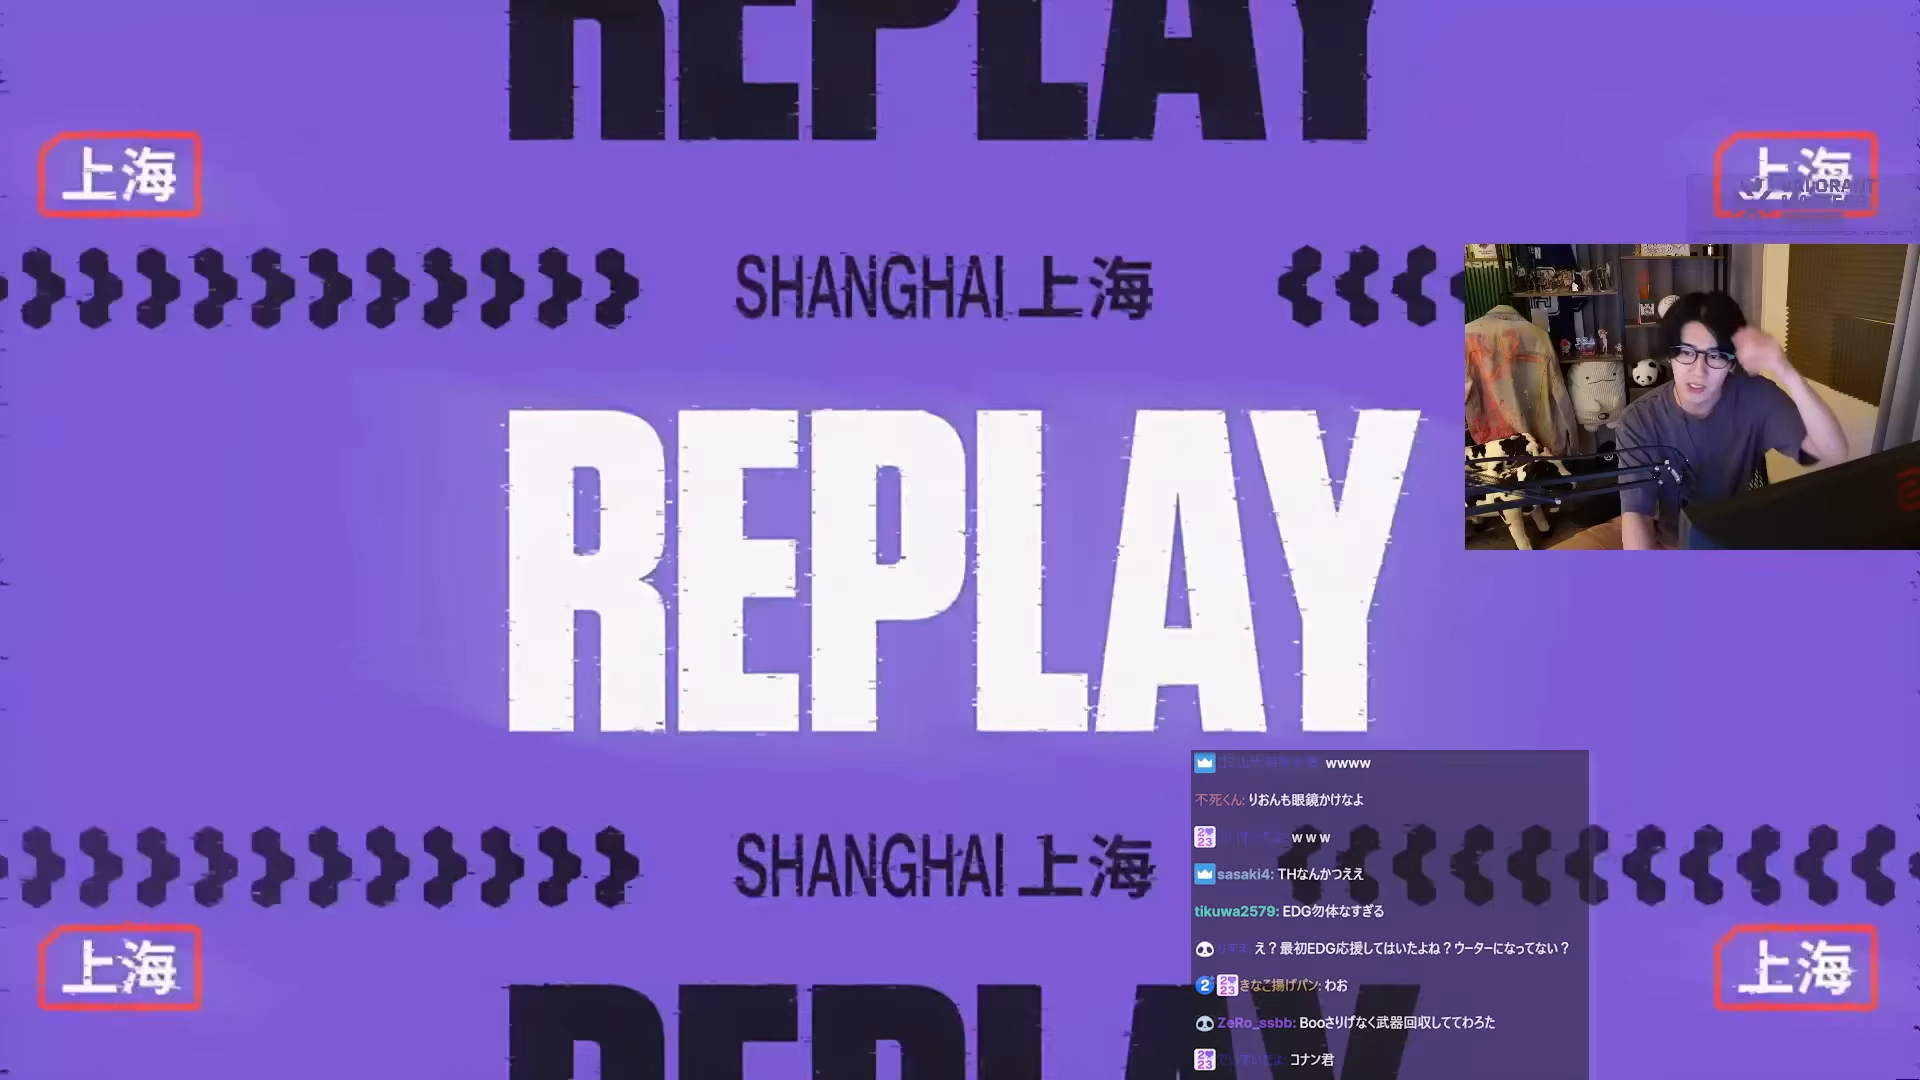 REPLAY
上海
上海
VALORANT
SHANGHAI 上海
REPLAY
SHANGHAI 上海
上海
上海
REPLAY
wwww
不死くん: りおんも眼鏡かけなよ
w w w
sasaki4: THなんかつええ
tikuwa2579: EDG勿体なすぎる
え？最初EDG応援してはいたよね？ウーターになってない？
きなこ揚げパン: わお
ZeRo_ssbb: Booさりげなく武器回収しててわろた
コナン君